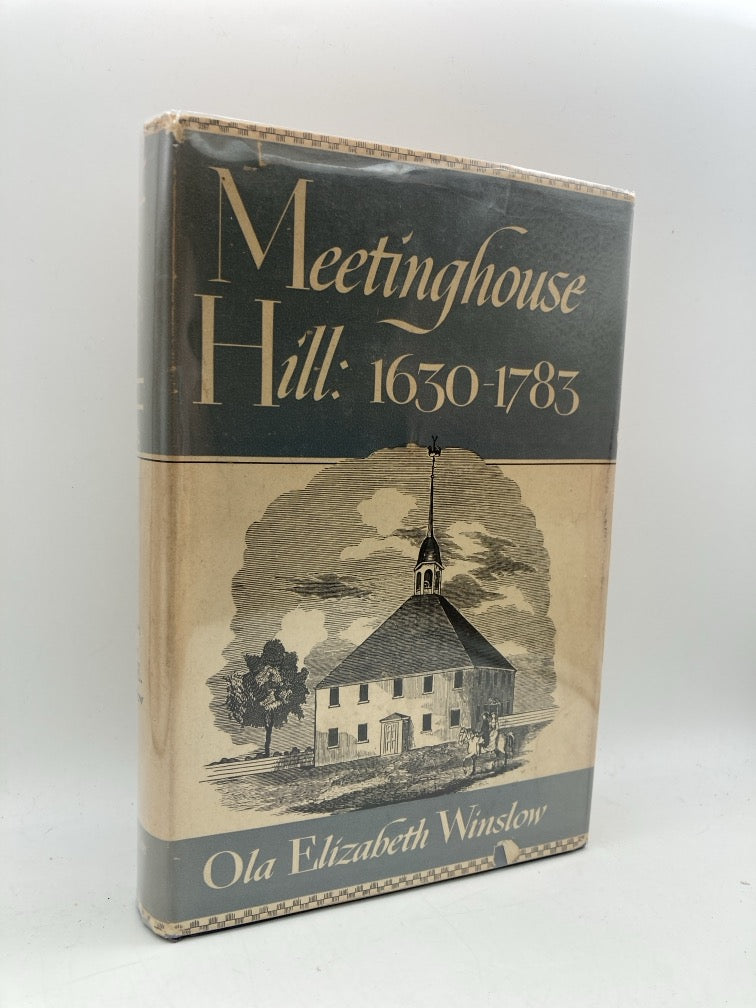 Meetinghouse
Hill: 1630-1783
Ola Elizabeth Winslow